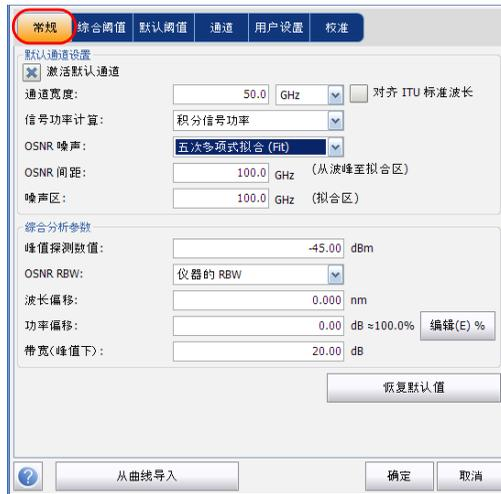 常规 综合阈值 默认阈值 通道 用户设置 校准
默认通道设置
激活默认通道
通道宽度: 50.0 GHz 对齐 ITU 标准波长
信号功率计算: 积分信号功率
OSNR 噪声: 五次多项式拟合 (Fit)
OSNR 间距: 100.0 GHz (从波峰至拟合区)
噪声区: 100.0 GHz (拟合区)
综合分析参数
峰值探测数值: -45.00 dBm
OSNR RBW: 仪器的 RBW
波长偏移: 0.000 nm
功率偏移: 0.00 dB ≈100.0% 编辑(E) %
带宽(峰值下): 20.00 dB
恢复默认值
? 从曲线导入 确定 取消